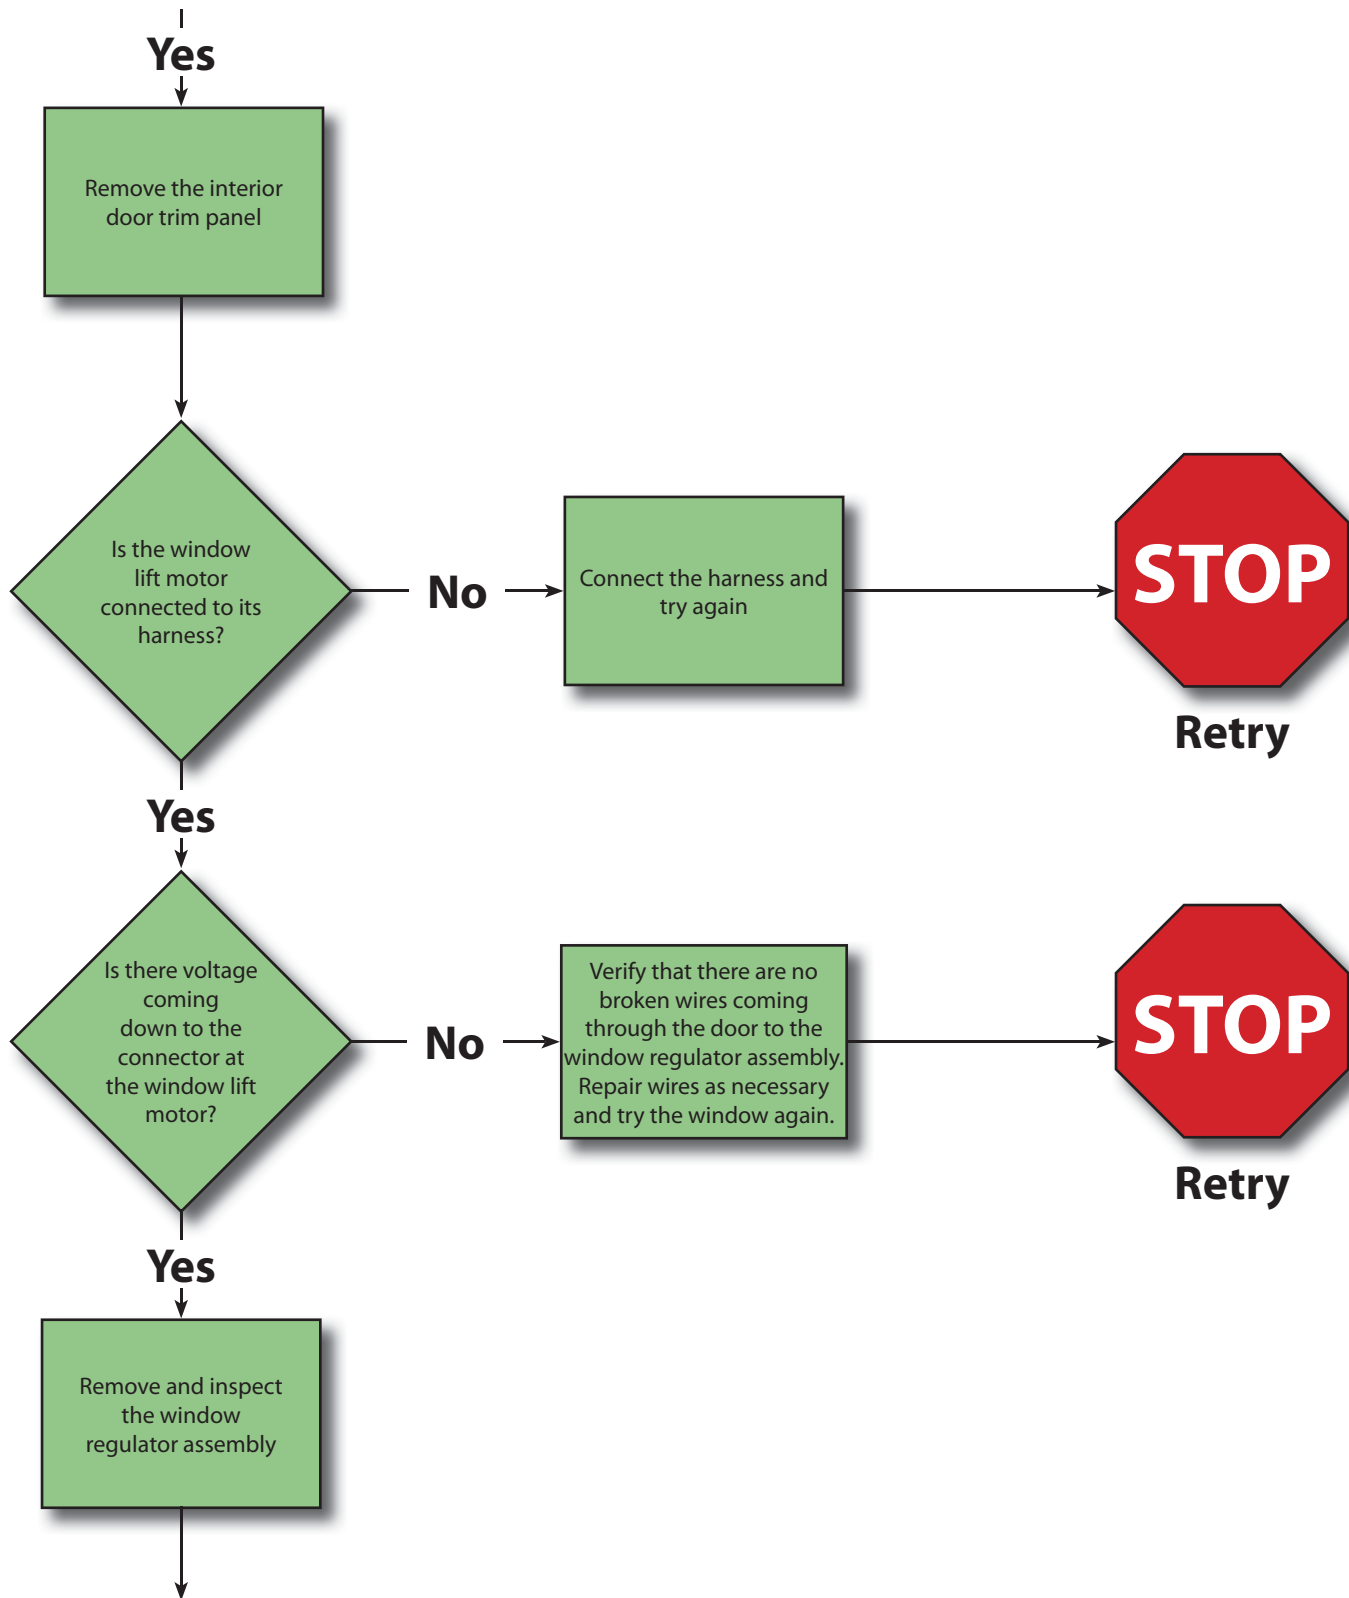 Yes
Remove the interior
door trim panel
Is the window
lift motor
connected to its
harness?
No
Connect the harness and
try again
STOP
Retry
Yes
Is there voltage
coming
down to the
connector at
the window lift
motor?
No
Verify that there are no
broken wires coming
through the door to the
window regulator assembly.
Repair wires as necessary
and try the window again.
STOP
Retry
Yes
Remove and inspect
the window
regulator assembly